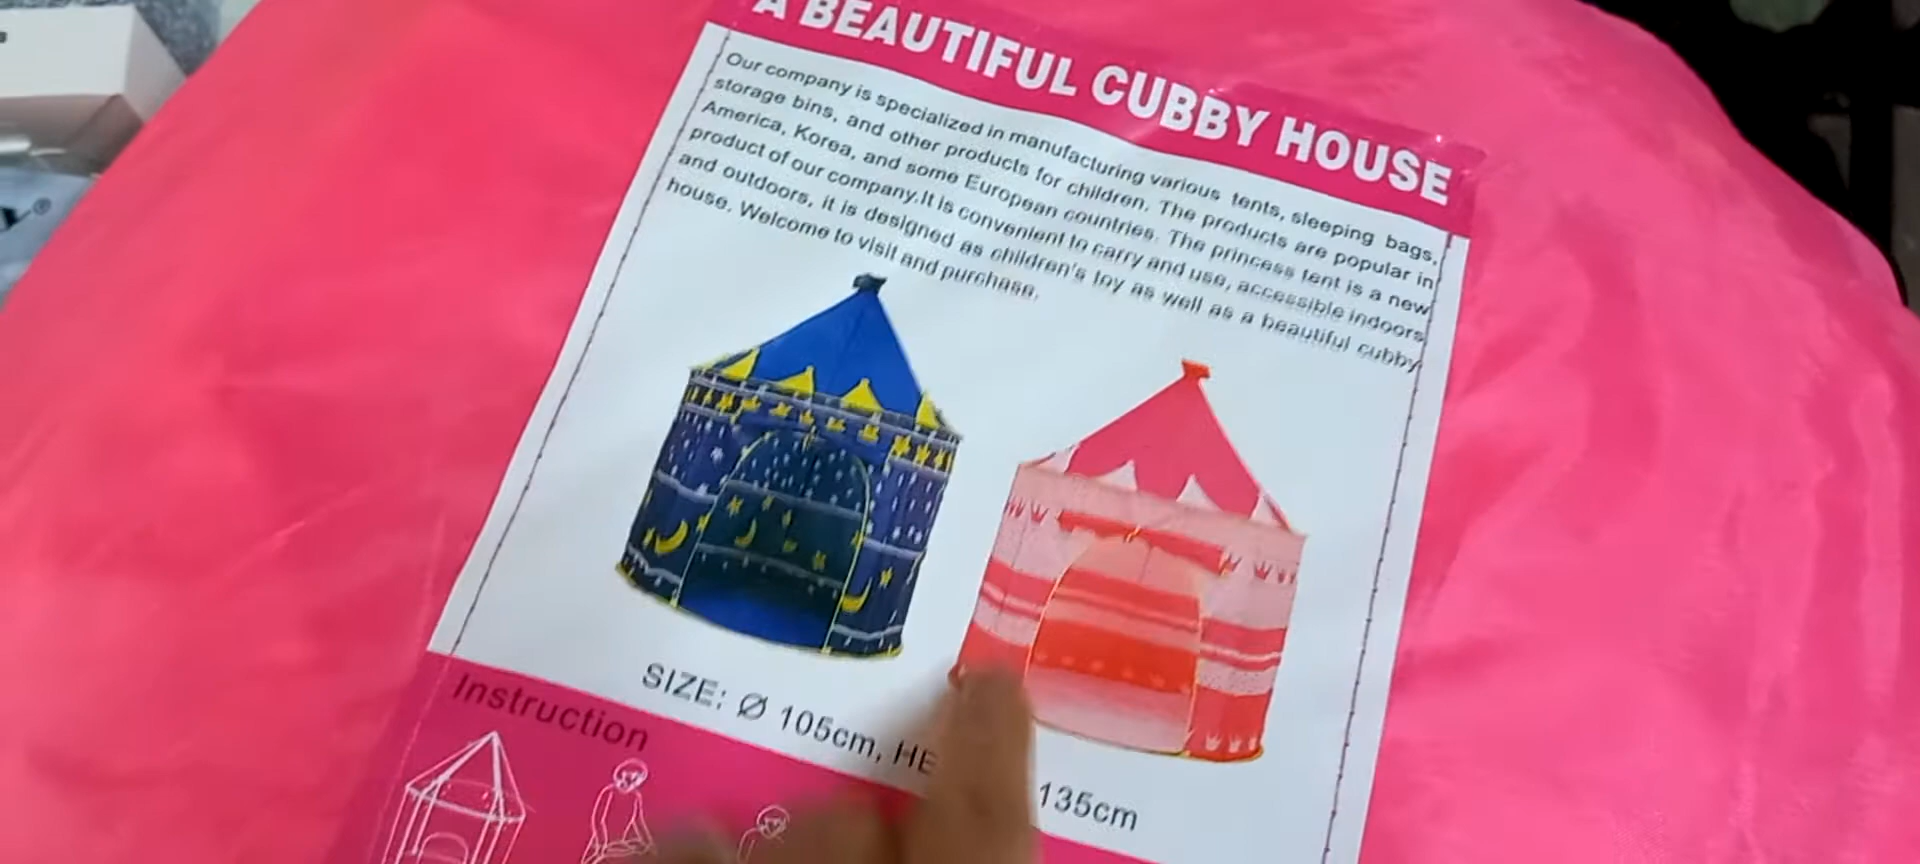 A BEAUTIFUL CUBBY HOUSE
Our company is specialized in manufacturing various tents, sleeping bags,
storage bins, and other products for children. The products are popular in
America, Korea, and some European countries. The princess tent is a new
product of our company.It is convenient to carry and use, accessible indoors
and outdoors, it is designed as children's toy as well as a beautiful cubby
house. Welcome to visit and purchase.
SIZE: Ø 105cm, HE 135cm
Instruction
®